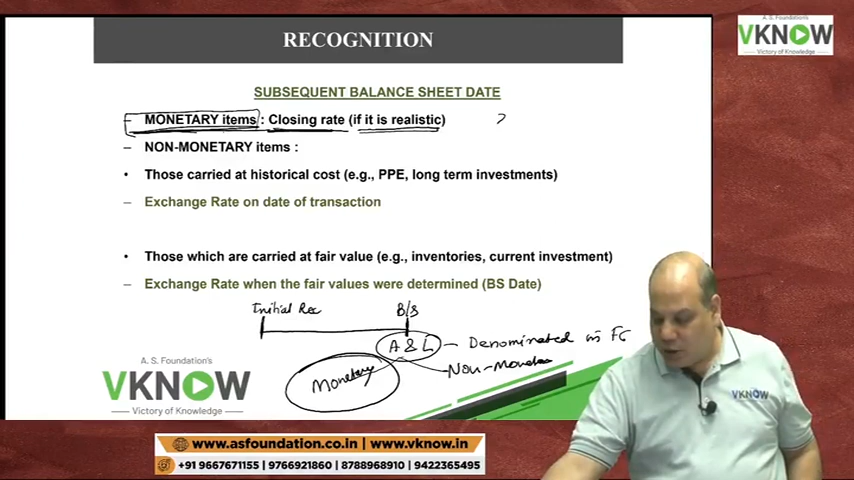 RECOGNITION
A. S. Foundation's
VKNOW
Victory of Knowledge
SUBSEQUENT BALANCE SHEET DATE
– MONETARY items : Closing rate (if it is realistic)
– NON-MONETARY items :
• Those carried at historical cost (e.g., PPE, long term investments)
– Exchange Rate on date of transaction
• Those which are carried at fair value (e.g., inventories, current investment)
– Exchange Rate when the fair values were determined (BS Date)
Initial Rec B/S
A & L – Denominated in FC
Monetary Non-Monetary
A. S. Foundation's
VKNOW
– Victory of Knowledge –
VKNOW
www.asfoundation.co.in | www.vknow.in
+91 9667671155 | 9766921860 | 8788968910 | 9422365495